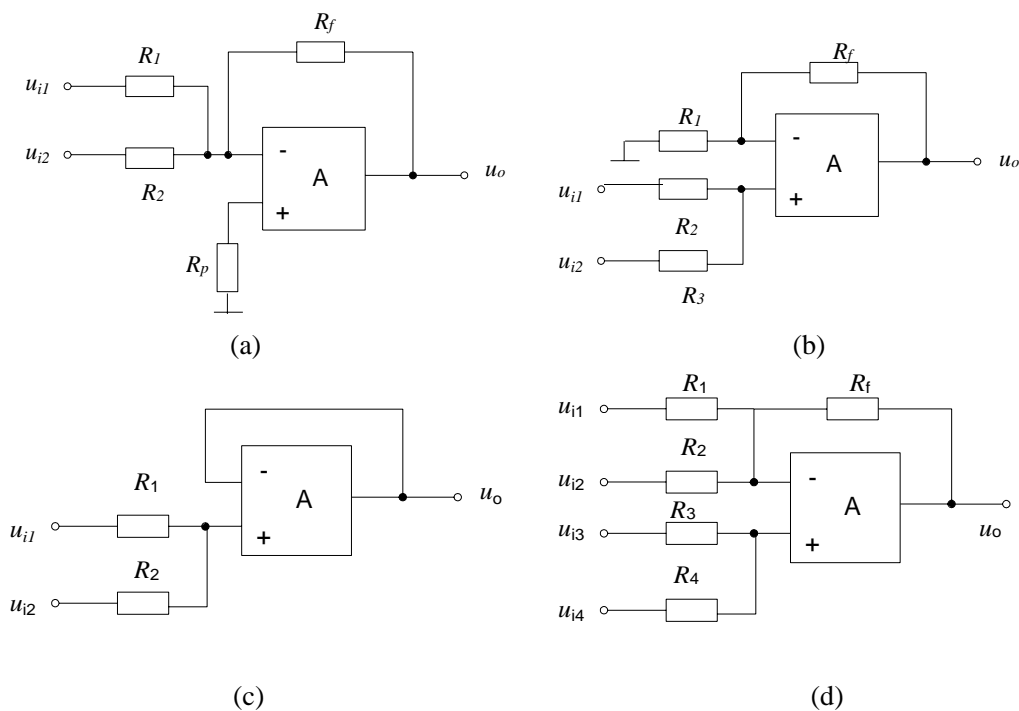 R1
Rf
ui1
ui2
R2
-
A
+
uo
Rp
(a)
Rf
R1
-
A
+
uo
ui1
R2
ui2
R3
(b)
-
A
+
uo
R1
ui1
R2
ui2
(c)
R1
Rf
ui1
R2
ui2
-
A
R3
ui3
+
uo
R4
ui4
(d)